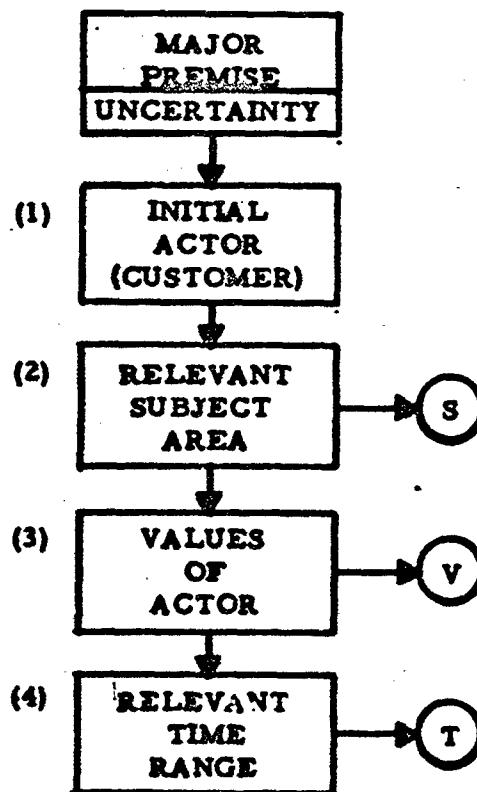 MAJOR
PREMISE
UNCERTAINTY
(1)
INITIAL
ACTOR
(CUSTOMER)
(2)
RELEVANT
SUBJECT
AREA
S
(3)
VALUES
OF
ACTOR
V
(4)
RELEVANT
TIME
RANGE
T